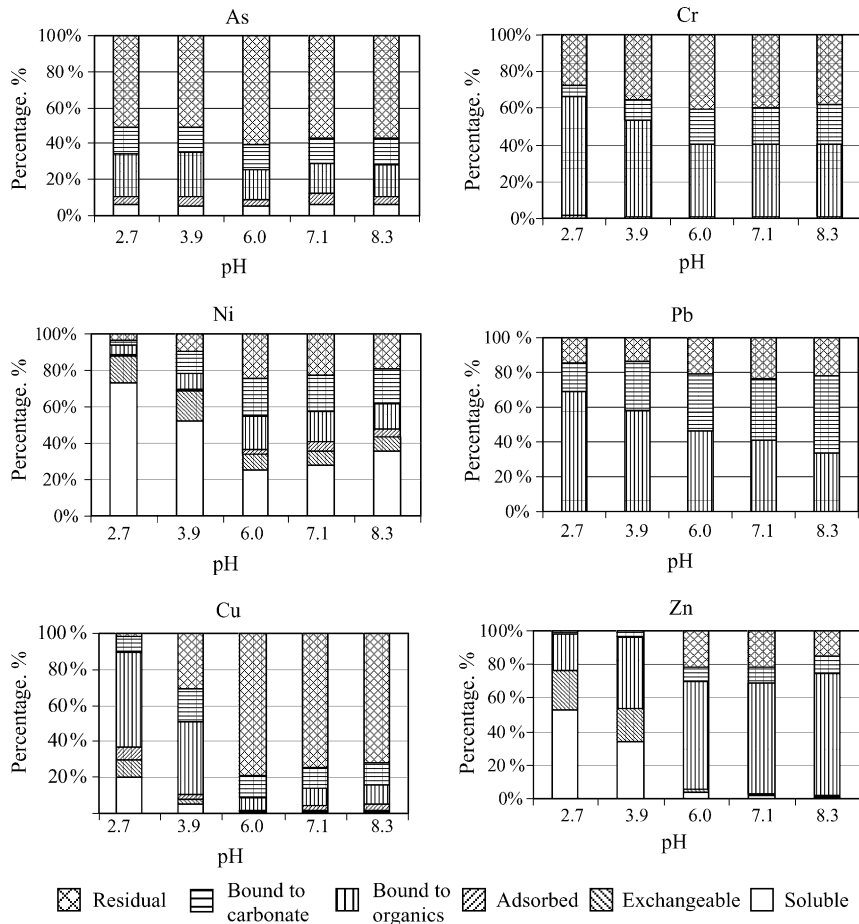 As
Percentage. %
100%
80 %
60%
40%
20%
0%
2.7 3.9 6.0 7.1 8.3
pH
Cr
Percentage. %
100%
80%
60%
40%
20%
0%
2.7 3.9 6.0 7.1 8.3
pH
Ni
Percentage. %
100%
80%
60%
40%
20%
0%
2.7 3.9 6.0 7.1 8.3
pH
Pb
Percentage. %
100%
80%
60%
40%
20%
0%
2.7 3.9 6.0 7.1 8.3
pH
Cu
Percentage. %
100%
80 %
60%
40%
20%
2.7 3.9 6.0 7.1 8.3
pH
Zn
Percentage. %
100%
80 %
60 %
40 %
20 %
0%
2.7 3.9 6.0 7.1 8.3
pH
Residual
Bound to
carbonate
Bound to
organics
Adsorbed
Exchangeable
Soluble